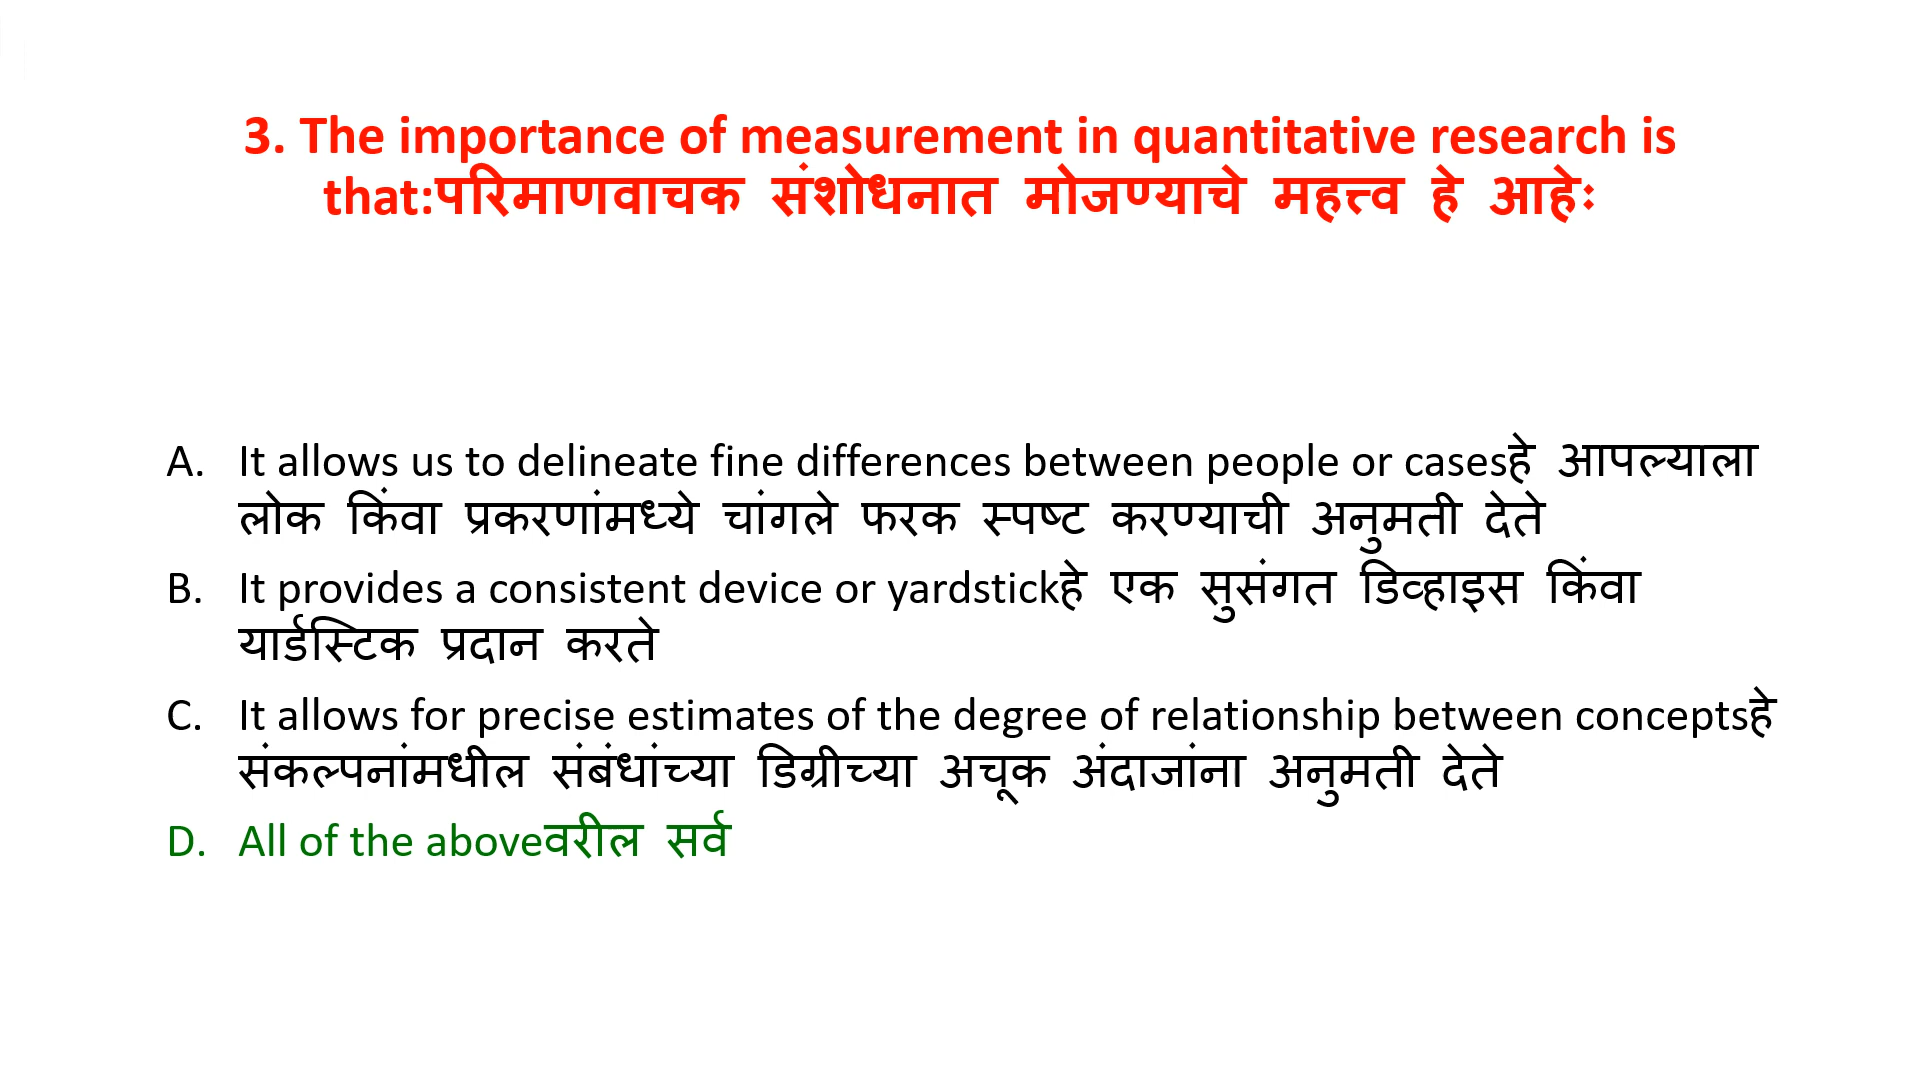 3. The importance of measurement in quantitative research is
that:परिमाणवाचक संशोधनात मोजण्याचे महत्त्व हे आहेः
A. It allows us to delineate fine differences between people or casesहे आपल्याला
लोक किंवा प्रकरणांमध्ये चांगले फरक स्पष्ट करण्याची अनुमती देते
B. It provides a consistent device or yardstickहे एक सुसंगत डिव्हाइस किंवा
यार्डस्टिक प्रदान करते
C. It allows for precise estimates of the degree of relationship between conceptsहे
संकल्पनांमधील संबंधांच्या डिग्रीच्या अचूक अंदाजांना अनुमती देते
D. All of the aboveवरील सर्व